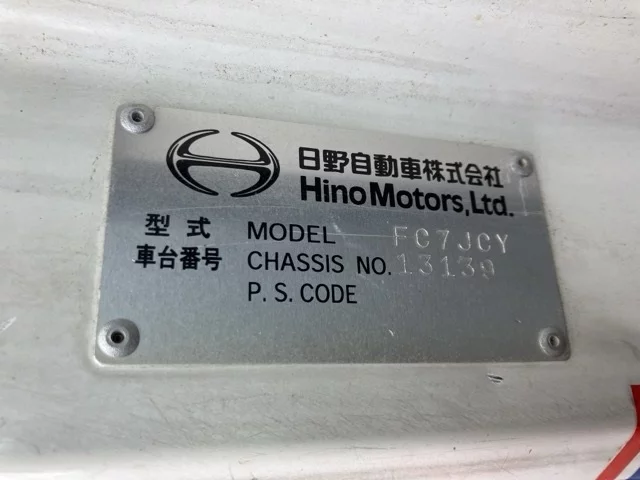 日野自動車株式会社
Hino Motors, Ltd.
型式 MODEL FC7JCY
車台番号 CHASSIS NO. 13139
P. S. CODE